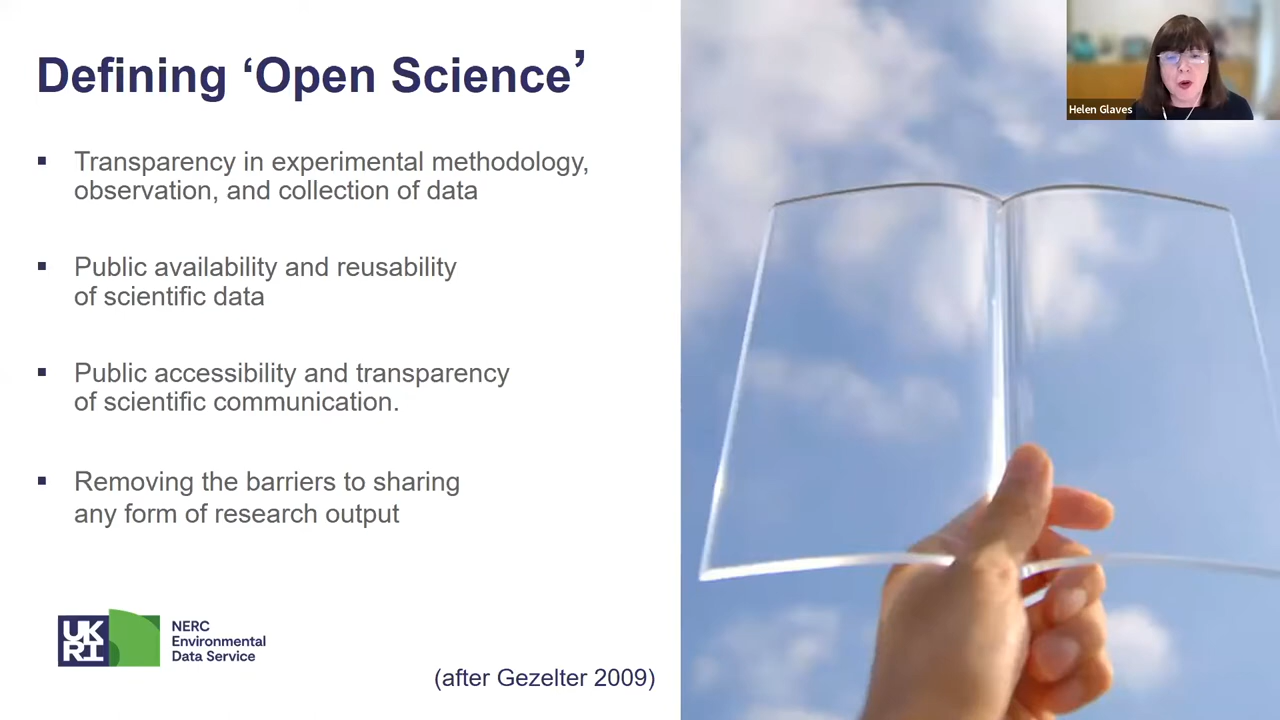 Defining ‘Open Science’
Helen Glaves
▪ Transparency in experimental methodology,
observation, and collection of data
▪ Public availability and reusability
of scientific data
▪ Public accessibility and transparency
of scientific communication.
▪ Removing the barriers to sharing
any form of research output
UK
RI
NERC
Environmental
Data Service
(after Gezelter 2009)